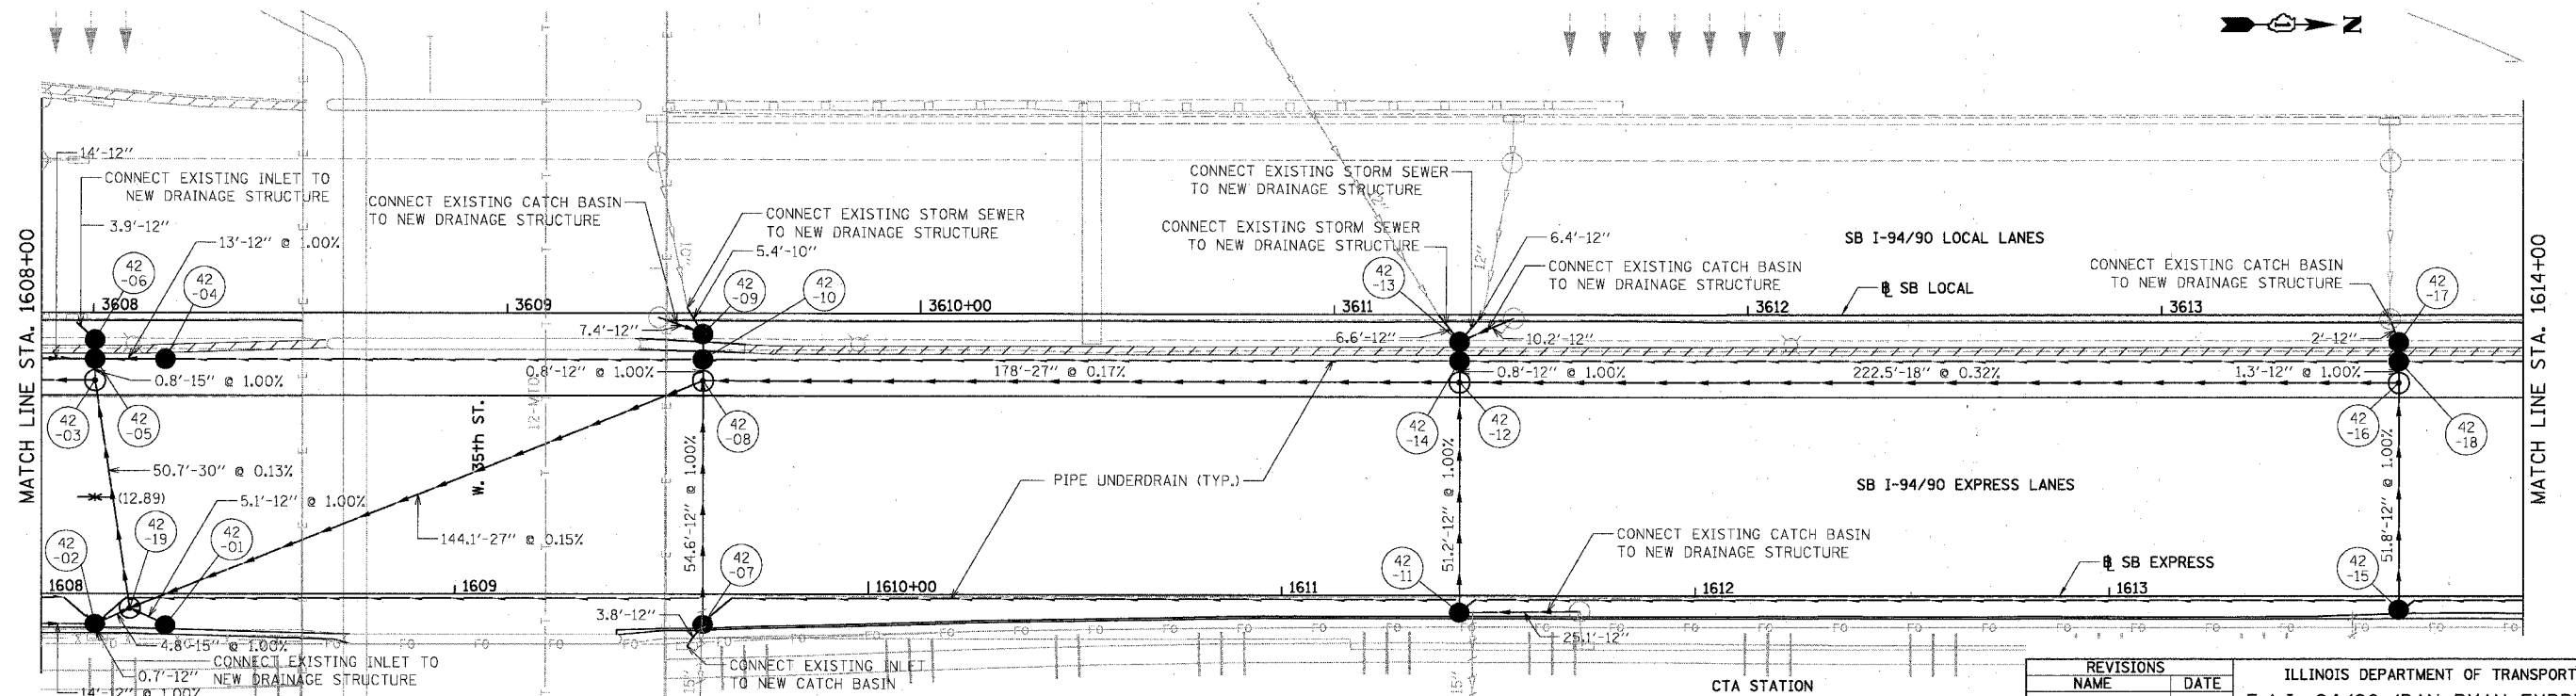 N
14'-12"
CONNECT EXISTING INLET TO
NEW DRAINAGE STRUCTURE
3.9'-12"
13'-12" @ 1.00%
CONNECT EXISTING CATCH BASIN
TO NEW DRAINAGE STRUCTURE
CONNECT EXISTING STORM SEWER
TO NEW DRAINAGE STRUCTURE
5.4'-10"
10"
CONNECT EXISTING STORM SEWER
TO NEW DRAINAGE STRUCTURE
CONNECT EXISTING STORM SEWER
TO NEW DRAINAGE STRUCTURE
12"
6.4'-12"
CONNECT EXISTING CATCH BASIN
TO NEW DRAINAGE STRUCTURE
SB I-94/90 LOCAL LANES
SB LOCAL
CONNECT EXISTING CATCH BASIN
TO NEW DRAINAGE STRUCTURE
MATCH LINE STA. 1608+00
MATCH LINE STA. 1614+00
42
-06
42
-04
42
-09
42
-10
42
-13
42
-17
3608
3609
3610+00
3611
3612
3613
7.4'-12"
6.6'-12"
10.2'-12"
2'-12"
0.8'-15" @ 1.00%
0.8'-12" @ 1.00%
178'-27" @ 0.17%
0.8'-12" @ 1.00%
222.5'-18" @ 0.32%
1.3'-12" @ 1.00%
42
-03
42
-05
42
-08
42
-14
42
-12
42
-16
42
-18
W. 35th ST.
50.7'-30" @ 0.13%
(12.89)
5.1'-12" @ 1.00%
144.1'-27" @ 0.15%
54.6'-12" @ 1.00%
51.2'-12" @ 1.00%
51.8'-12" @ 1.00%
PIPE UNDERDRAIN (TYP.)
SB I-94/90 EXPRESS LANES
CONNECT EXISTING CATCH BASIN
TO NEW DRAINAGE STRUCTURE
SB EXPRESS
42
-02
42
-19
42
-01
42
-07
42
-11
42
-15
1608
1609
1610+00
1611
1612
1613
3.8'-12"
25.1'-12"
4.8'-15" @ 1.00%
CONNECT EXISTING INLET TO
NEW DRAINAGE STRUCTURE
0.7'-12"
14'-12" @ 1.00%
CONNECT EXISTING INLET
TO NEW CATCH BASIN
15"
15"
CTA STATION
REVISIONS
NAME DATE
ILLINOIS DEPARTMENT OF TRANSPORT